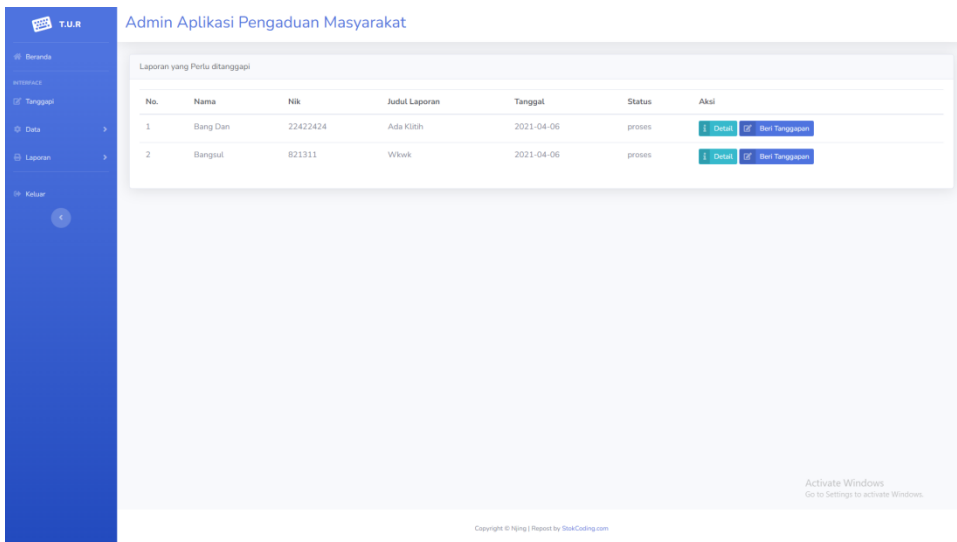 T.U.R
Admin Aplikasi Pengaduan Masyarakat
Beranda
INTERFACE
Tanggapi
Data
Laporan
Keluar
Laporan yang Perlu ditanggapi
No. Nama Nik Judul Laporan Tanggal Status Aksi
1 Bang Dan 22422424 Ada Klitih 2021-04-06 proses Detail Beri Tanggapan
2 Bangsul 821311 Wkwk 2021-04-06 proses Detail Beri Tanggapan
Activate Windows
Go to Settings to activate Windows.
Copyright © Njing | Repost by StokCoding.com